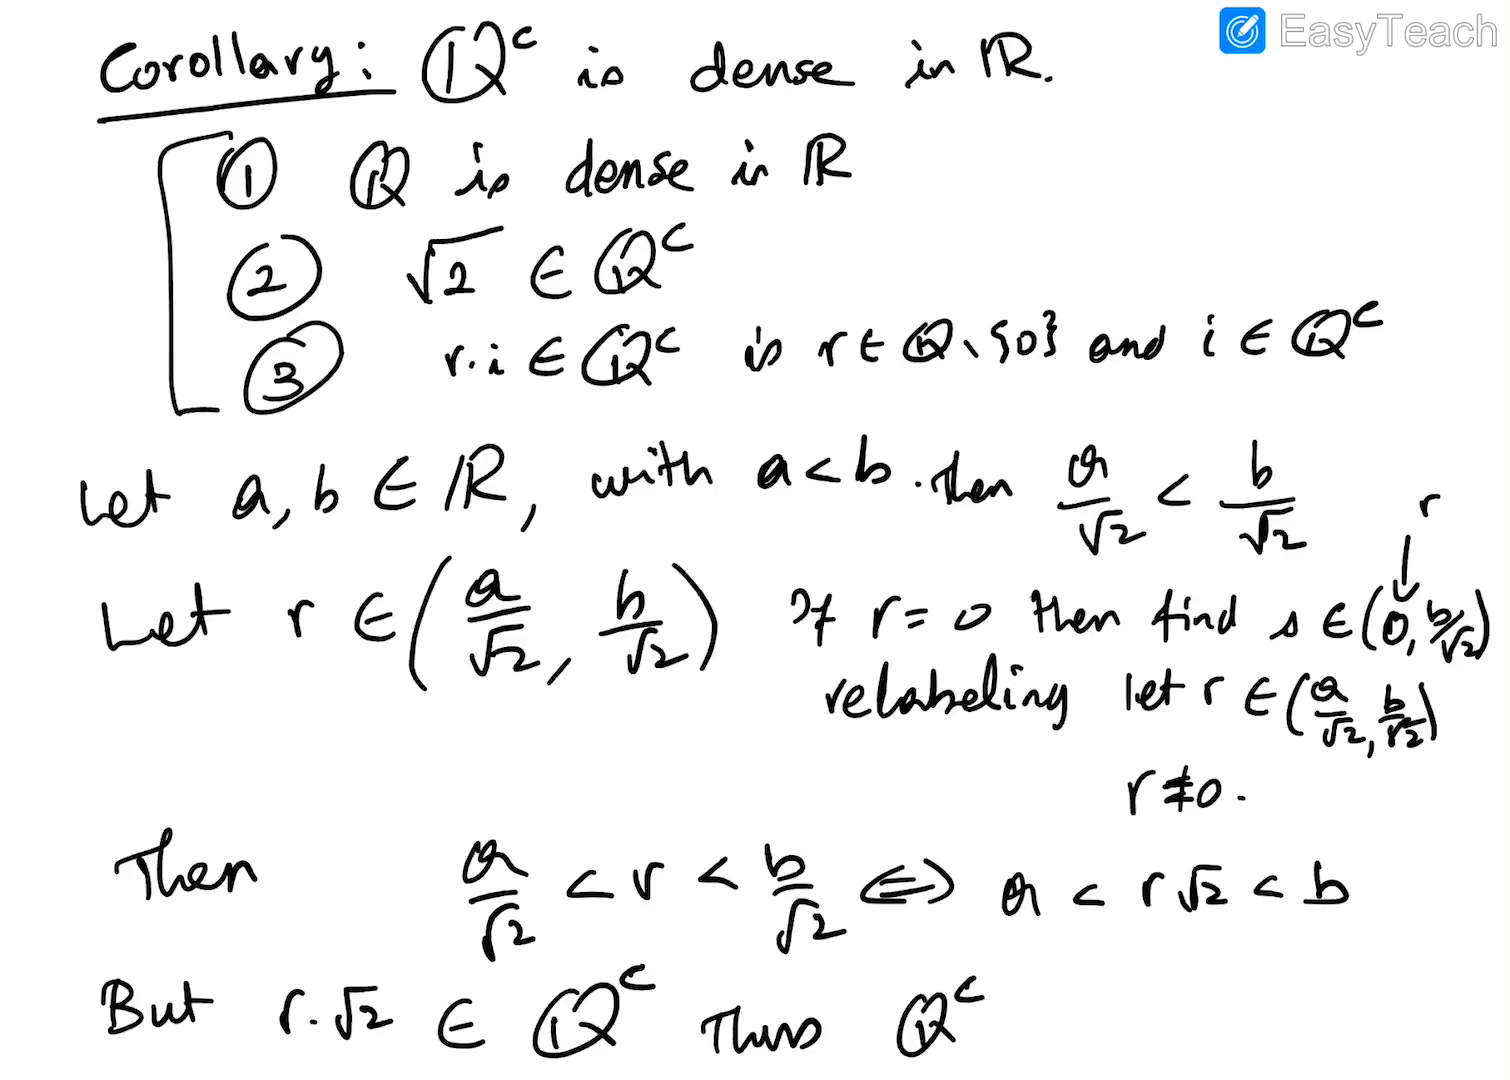 EasyTeach
Corollary: ℚᶜ is dense in ℝ.
① ℚ is dense in ℝ
② √2 ∈ ℚᶜ
③ r.i ∈ ℚᶜ is r ∈ ℚ\{0} and i ∈ ℚᶜ
Let a, b ∈ ℝ, with a < b. Then a/√2 < b/√2
r
↓
Let r ∈ (a/√2, b/√2) If r = 0 then find s ∈ (0, b/√2)
relabeling let r ∈ (a/√2, b/√2)
r ≠ 0.
Then a/√2 < r < b/√2 ⇔ a < r√2 < b
But r.√2 ∈ ℚᶜ Thus ℚᶜ